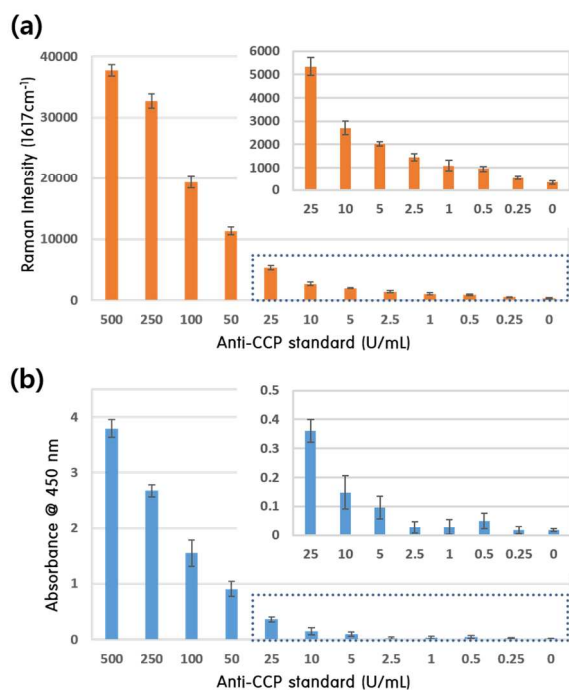 (a)
Raman Intensity (1617cm⁻¹)
40000
30000
20000
10000
0
6000
5000
4000
3000
2000
1000
0
25 10 5 2.5 1 0.5 0.25 0
500 250 100 50 25 10 5 2.5 1 0.5 0.25 0
Anti-CCP standard (U/mL)
(b)
Absorbance @ 450 nm
4
3
2
1
0
0.5
0.4
0.3
0.2
0.1
0
25 10 5 2.5 1 0.5 0.25 0
500 250 100 50 25 10 5 2.5 1 0.5 0.25 0
Anti-CCP standard (U/mL)